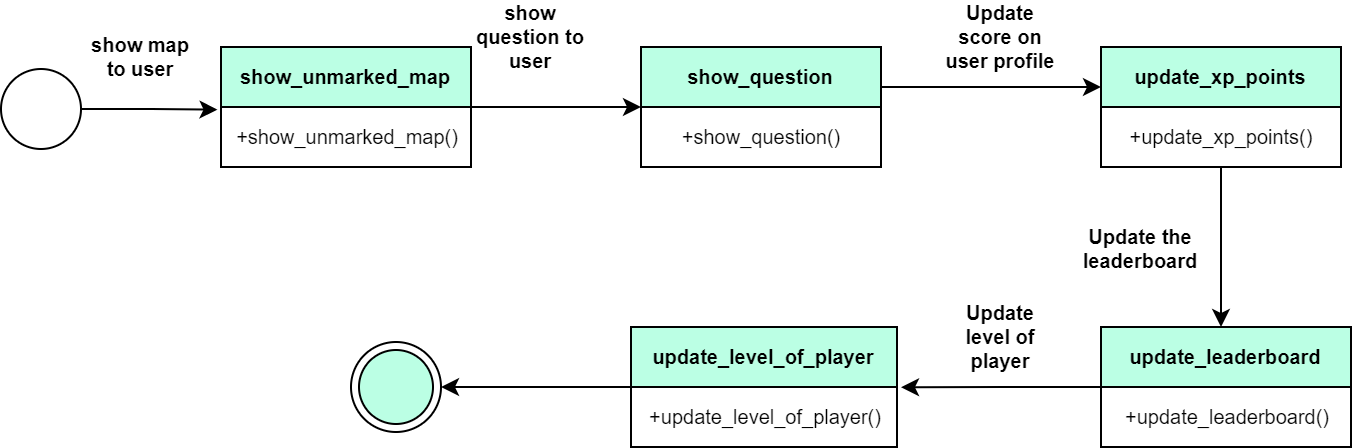 show map
to user
show_unmarked_map
+show_unmarked_map()
show
question to
user
show_question
+show_question()
Update
score on
user profile
update_xp_points
+update_xp_points()
Update the
leaderboard
update_leaderboard
+update_leaderboard()
Update
level of
player
update_level_of_player
+update_level_of_player()